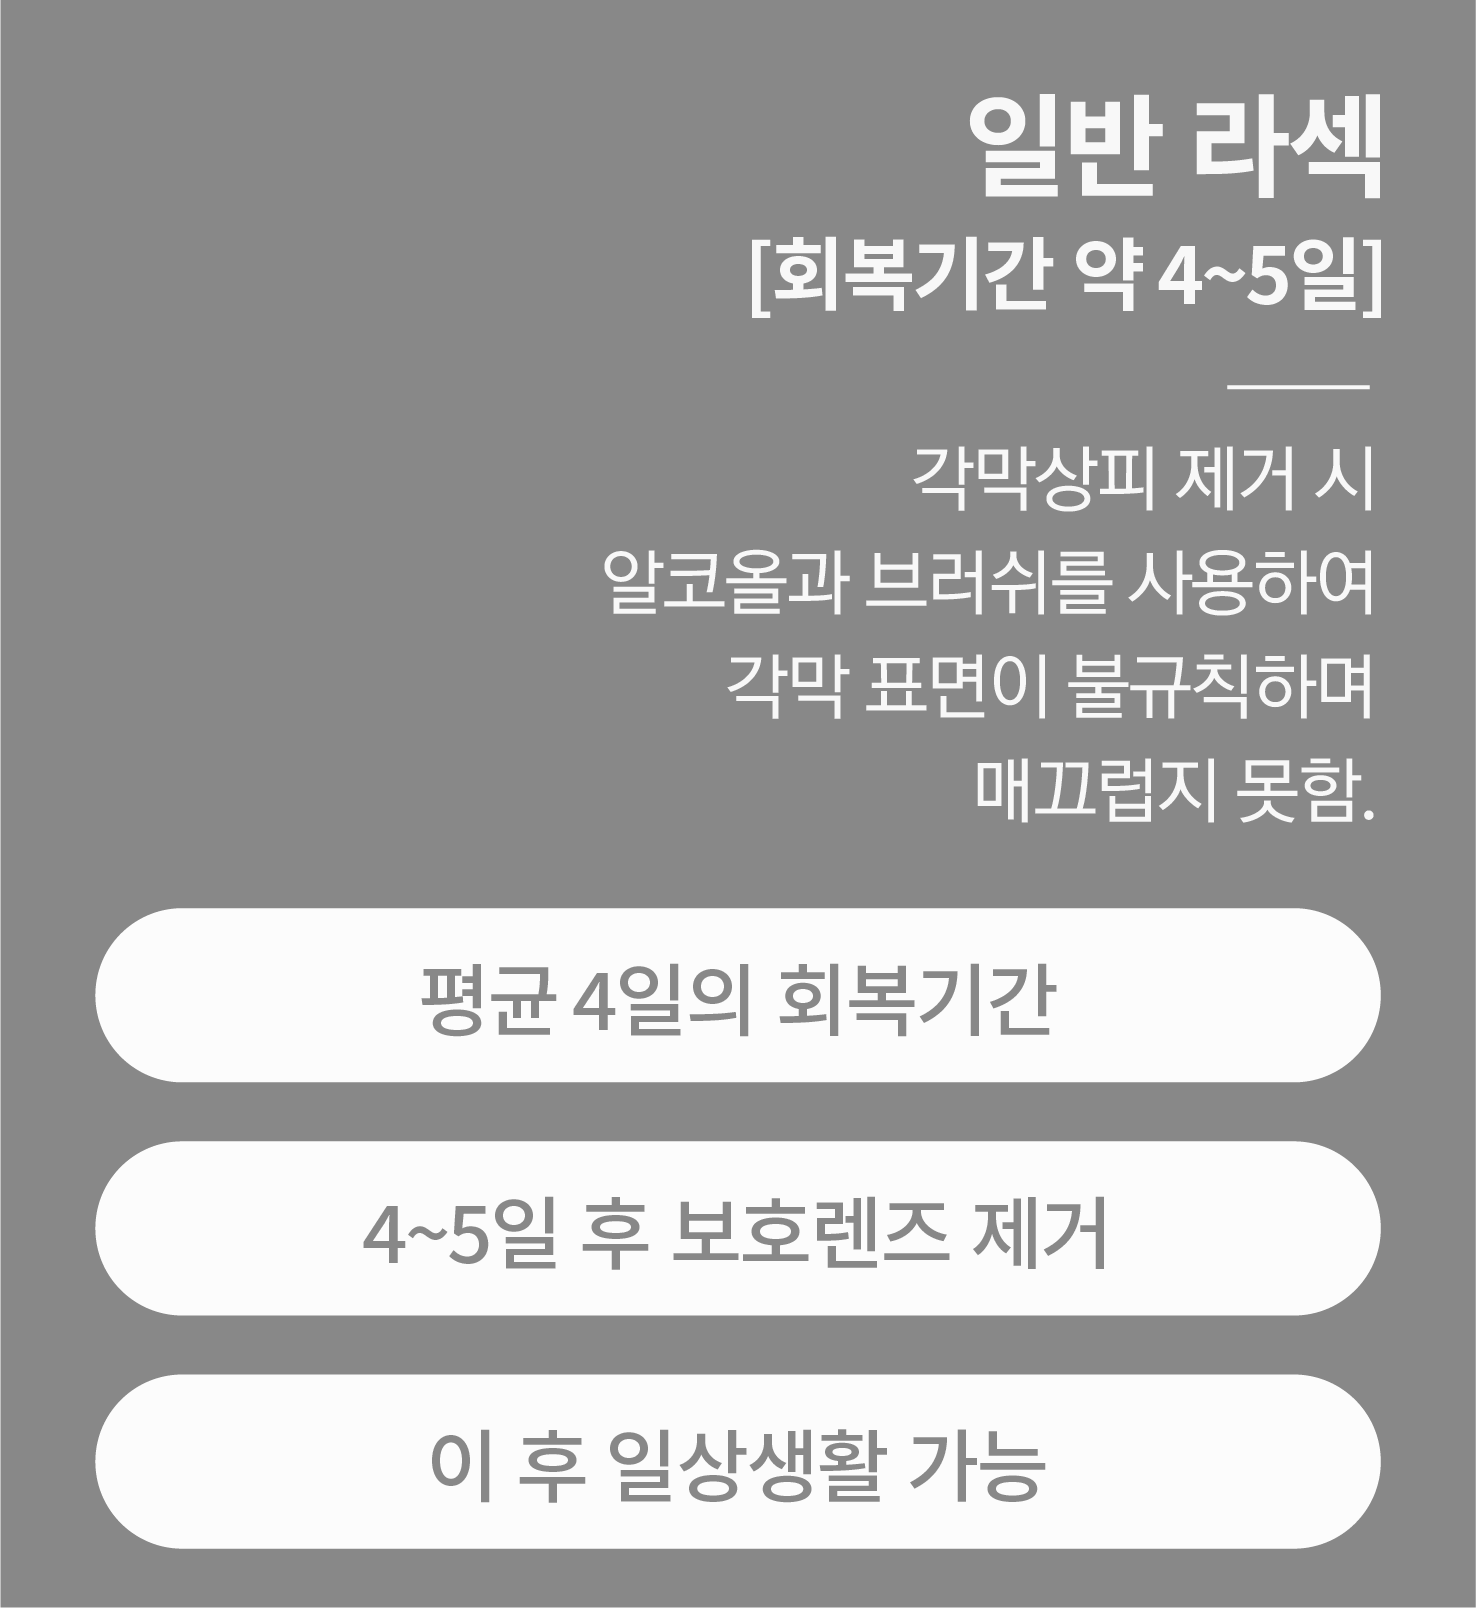 일반 라섹
[회복기간 약 4~5일]
각막상피 제거 시
알코올과 브러쉬를 사용하여
각막 표면이 불규칙하며
매끄럽지 못함.
평균 4일의 회복기간
4~5일 후 보호렌즈 제거
이 후 일상생활 가능